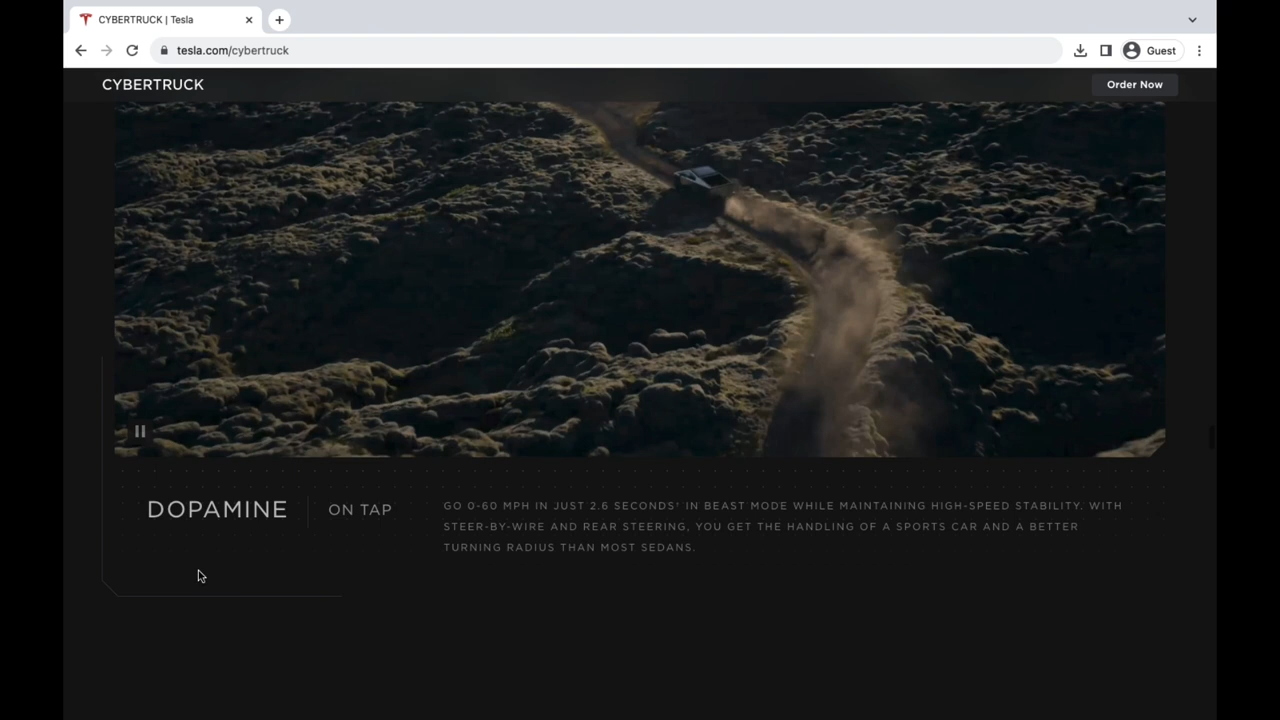 CYBERTRUCK | Tesla
tesla.com/cybertruck
Guest
CYBERTRUCK
Order Now
DOPAMINE
ON TAP
GO 0-60 MPH IN JUST 2.6 SECONDS¹ IN BEAST MODE WHILE MAINTAINING HIGH-SPEED STABILITY. WITH
STEER-BY-WIRE AND REAR STEERING, YOU GET THE HANDLING OF A SPORTS CAR AND A BETTER
TURNING RADIUS THAN MOST SEDANS.